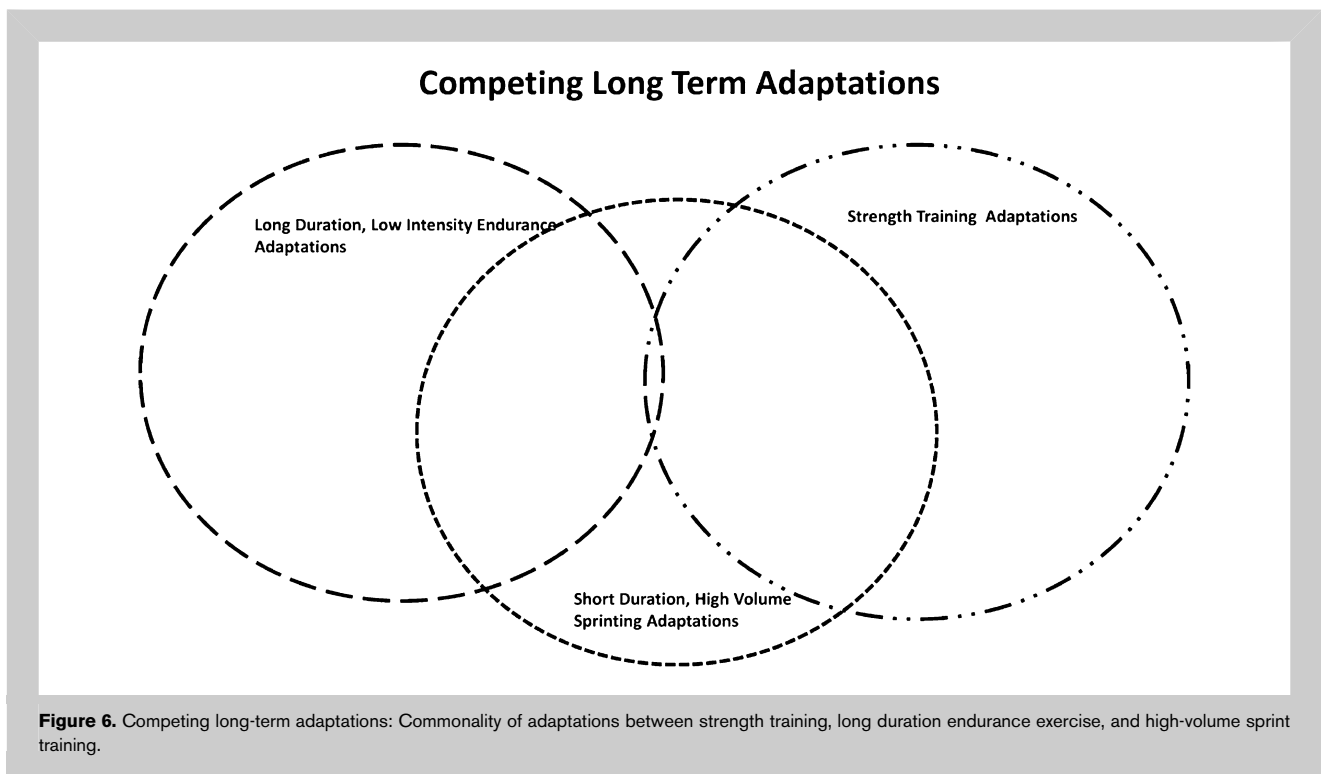 Competing Long Term Adaptations
Long Duration, Low Intensity Endurance
Adaptations
Strength Training Adaptations
Short Duration, High Volume
Sprinting Adaptations
Figure 6. Competing long-term adaptations: Commonality of adaptations between strength training, long duration endurance exercise, and high-volume sprint
training.